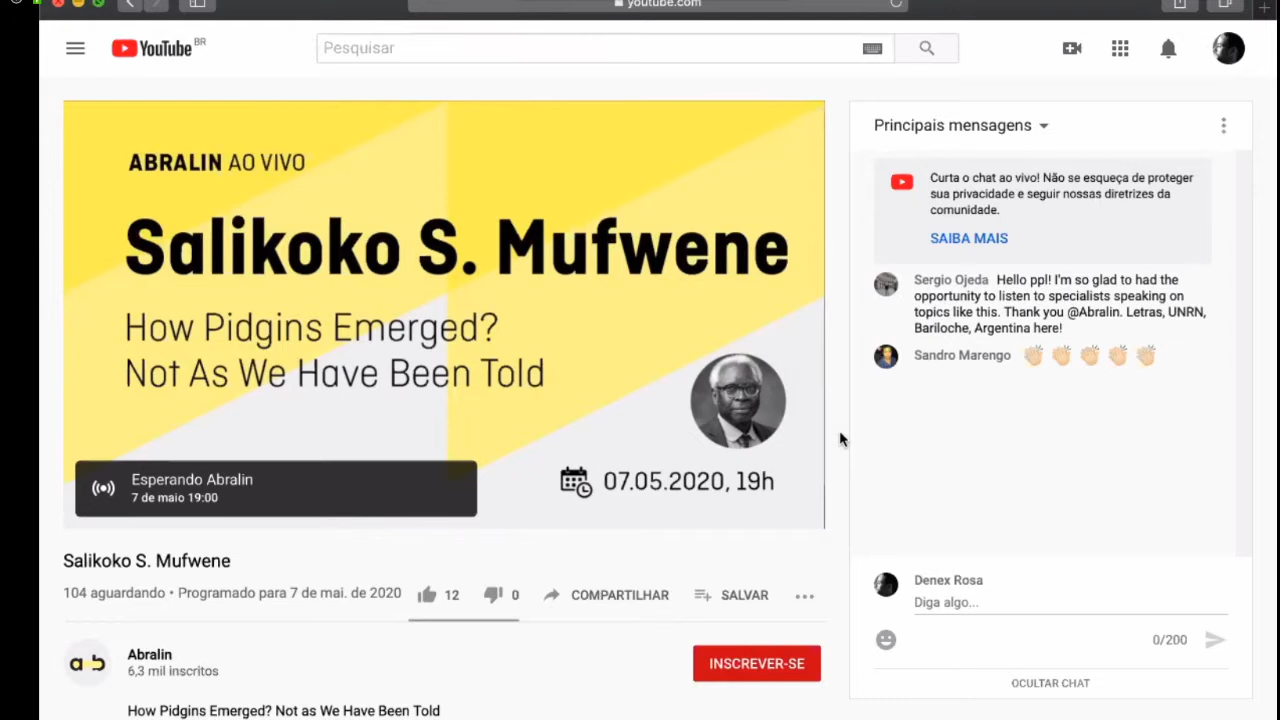 youtube.com
YouTube BR
Pesquisar
ABRALIN AO VIVO
Salikoko S. Mufwene
How Pidgins Emerged?
Not As We Have Been Told
Esperando Abralin
7 de maio 19:00
07.05.2020, 19h
Salikoko S. Mufwene
104 aguardando • Programado para 7 de mai. de 2020
12
0
COMPARTILHAR
SALVAR
ab
Abralin
6,3 mil inscritos
INSCREVER-SE
How Pidgins Emerged? Not as We Have Been Told
Principais mensagens
Curta o chat ao vivo! Não se esqueça de proteger
sua privacidade e seguir nossas diretrizes da
comunidade.
SAIBA MAIS
Sergio Ojeda Hello ppl! I'm so glad to had the
opportunity to listen to specialists speaking on
topics like this. Thank you @Abralin. Letras, UNRN,
Bariloche, Argentina here!
Sandro Marengo 👏🏻👏🏻👏🏻👏🏻👏🏻
Denex Rosa
Diga algo...
0/200
OCULTAR CHAT